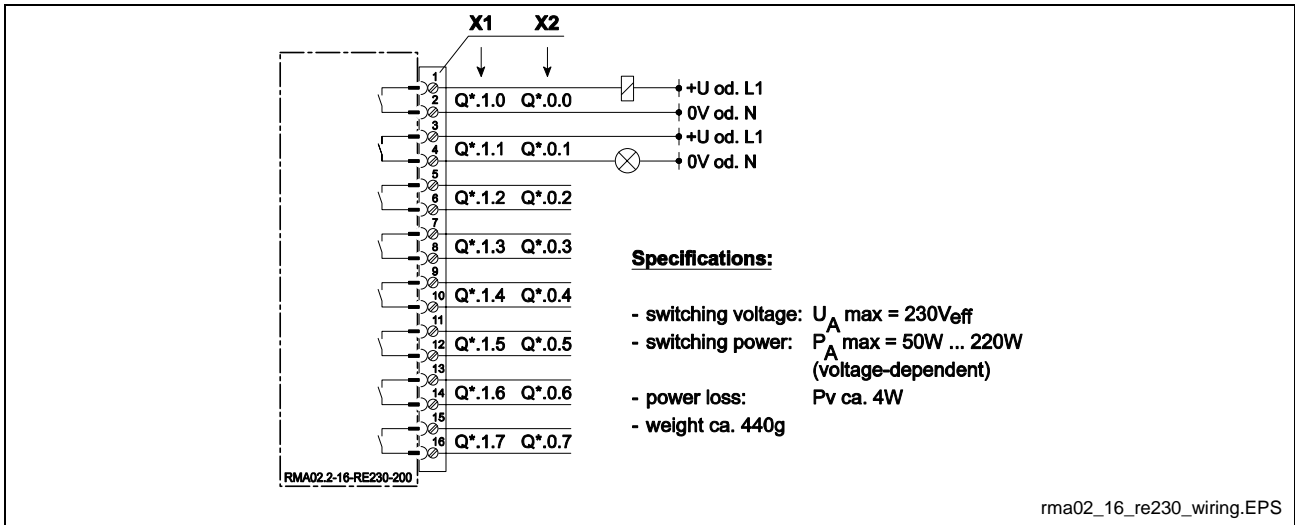 X1 X2
1
+U od. L1
2 Q*.1.0 Q*.0.0
0V od. N
3
+U od. L1
4 Q*.1.1 Q*.0.1
0V od. N
5
6 Q*.1.2 Q*.0.2
7
8 Q*.1.3 Q*.0.3
9
10 Q*.1.4 Q*.0.4
11
12 Q*.1.5 Q*.0.5
13
14 Q*.1.6 Q*.0.6
15
16 Q*.1.7 Q*.0.7
RMA02.2-16-RE230-200
Specifications:
- switching voltage: UA max = 230Veff
- switching power: PA max = 50W ... 220W
(voltage-dependent)
- power loss: Pv ca. 4W
- weight ca. 440g
rma02_16_re230_wiring.EPS